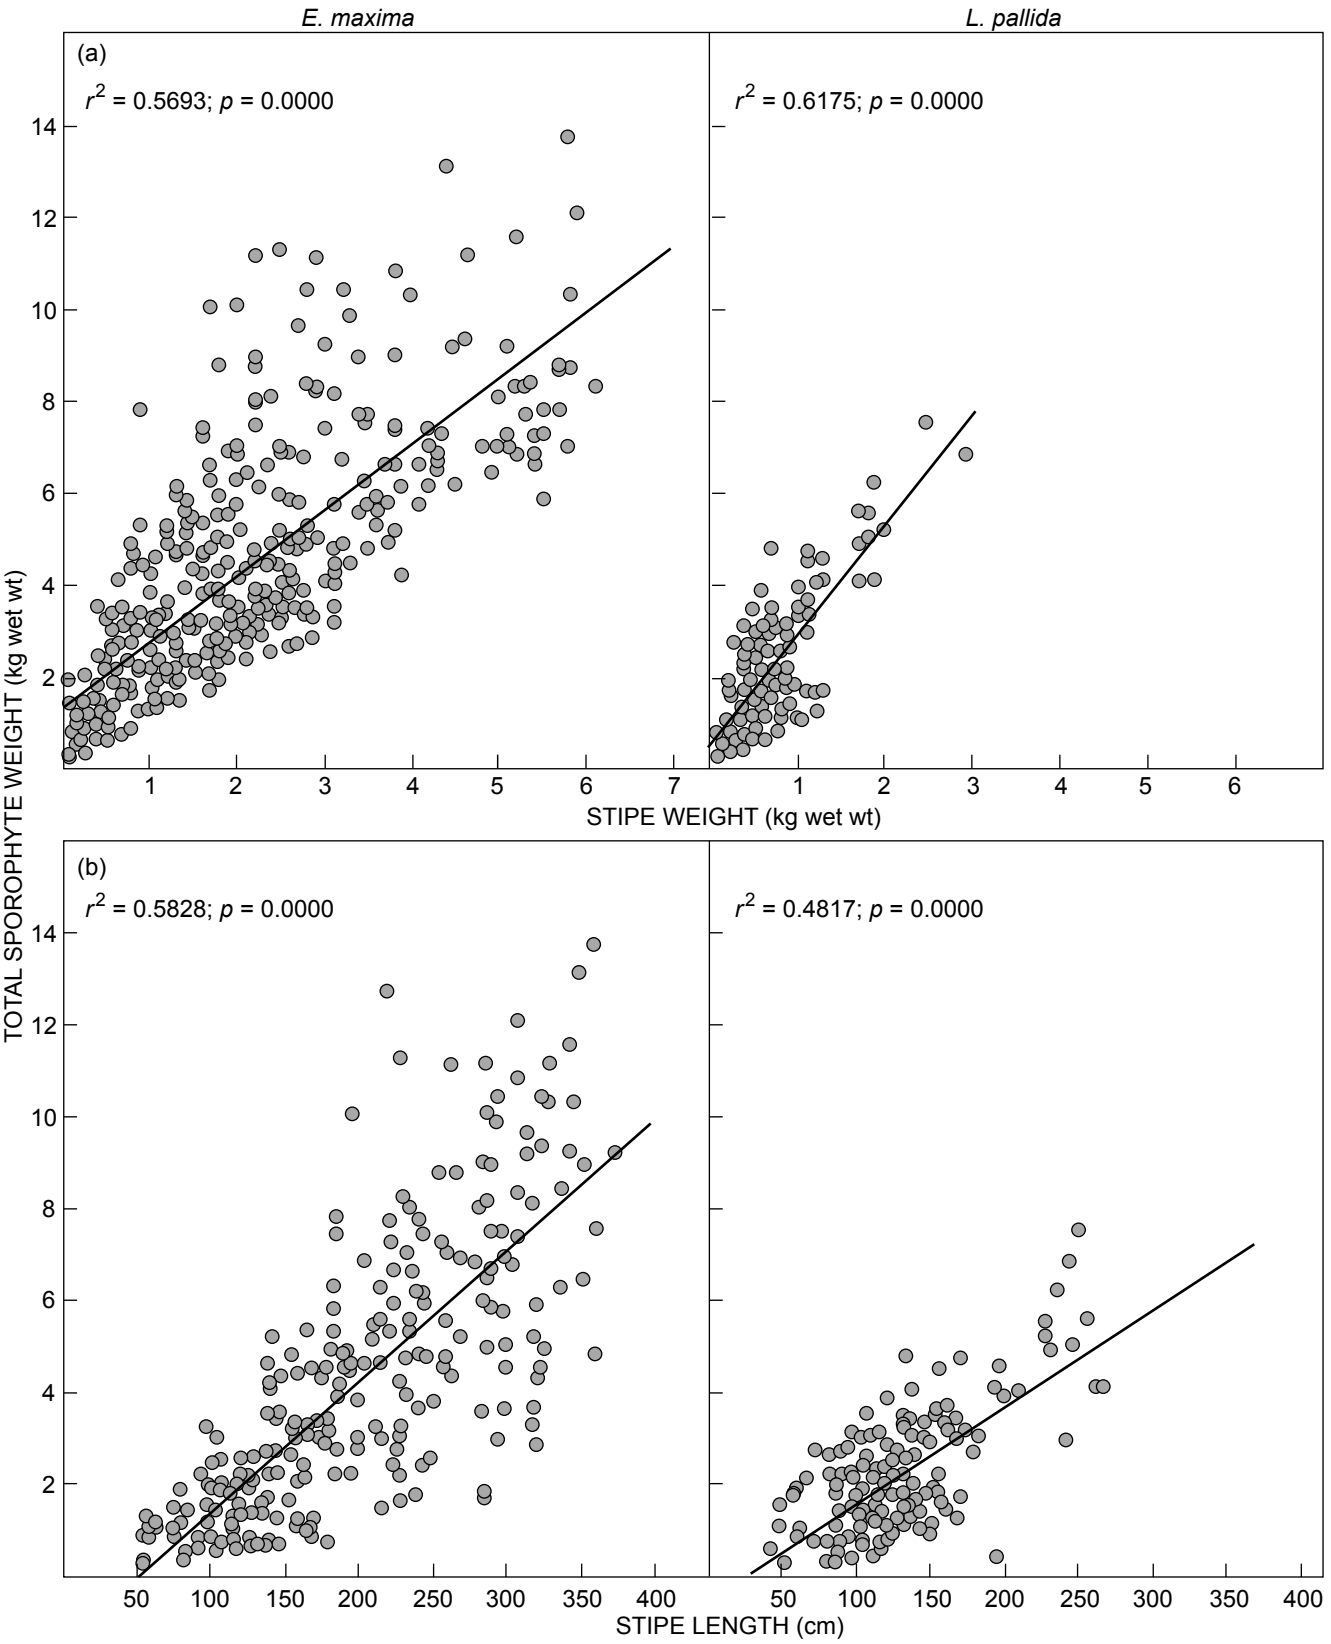 E. maxima
L. pallida
(a)
r2 = 0.5693; p = 0.0000
r2 = 0.6175; p = 0.0000
14
12
10
8
6
4
2
1 2 3 4 5 6 7
1 2 3 4 5 6
STIPE WEIGHT (kg wet wt)
TOTAL SPOROPHYTE WEIGHT (kg wet wt)
(b)
r2 = 0.5828; p = 0.0000
r2 = 0.4817; p = 0.0000
14
12
10
8
6
4
2
50 100 150 200 250 300 350 400
50 100 150 200 250 300 350 400
STIPE LENGTH (cm)